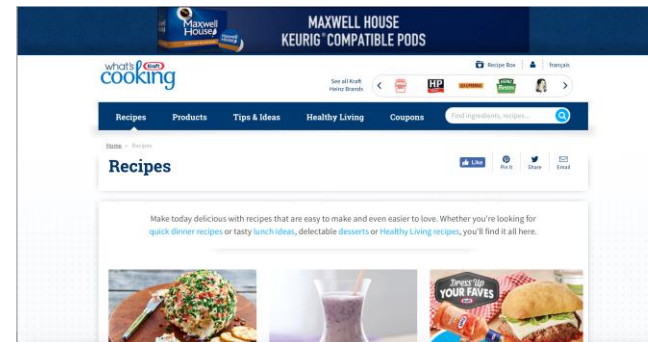 Maxwell House
MAXWELL HOUSE
KEURIG® COMPATIBLE PODS
Recipe Box
français
what's Kraft
cooking
See all Kraft
Heinz Brands
HP
HEINZ
Beans
Recipes
Products
Tips & Ideas
Healthy Living
Coupons
Find ingredients, recipes...
Home > Recipes
Recipes
Like
Pin It
Share
Email
Make today delicious with recipes that are easy to make and even easier to love. Whether you're looking for
quick dinner recipes or tasty lunch ideas, delectable desserts or Healthy Living recipes, you'll find it all here.
Dress Up
YOUR FAVES